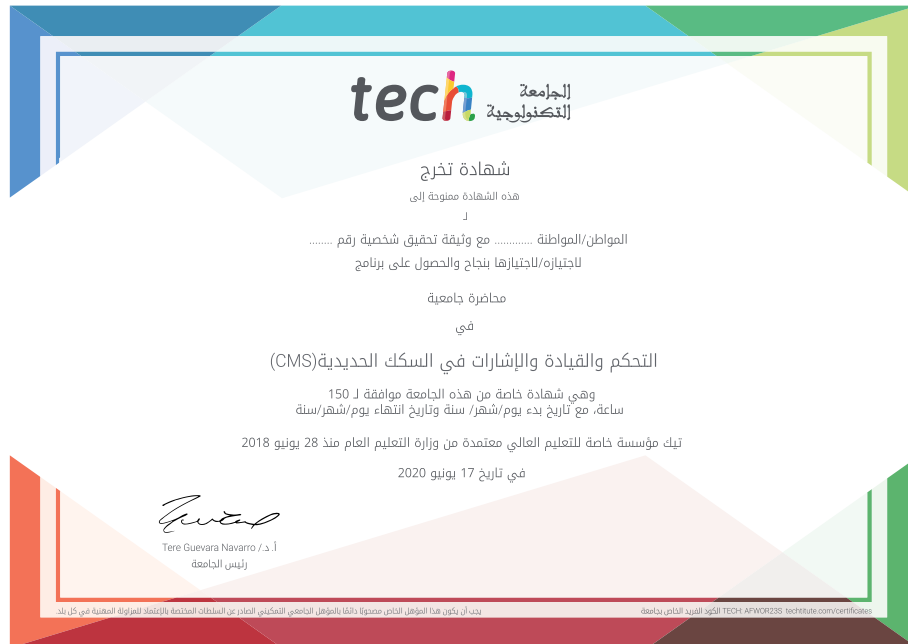 tech الجامعة
التكنولوجية
شهادة تخرج
هذه الشهادة ممنوحة إلى
لـ
المواطن/المواطنة ............. مع وثيقة تحقيق شخصية رقم ........
لاجتيازه/لاجتيازها بنجاح والحصول على برنامج
محاضرة جامعية
في
التحكم والقيادة والإشارات في السكك الحديدية(CMS)
وهي شهادة خاصة من هذه الجامعة موافقة لـ 150
ساعة، مع تاريخ بدء يوم/شهر/ سنة وتاريخ انتهاء يوم/شهر/سنة
تيك مؤسسة خاصة للتعليم العالي معتمدة من وزارة التعليم العام منذ 28 يونيو 2018
في تاريخ 17 يونيو 2020
أ. د./ Tere Guevara Navarro
رئيس الجامعة
يجب أن يكون هذا المؤهل الخاص مصحوبًا دائمًا بالمؤهل الجامعي التمكيني الصادر عن السلطات المختصة بالإعتماد للمزاولة المهنية في كل بلد.
الكود الفريد الخاص بجامعة TECH: AFWOR23S techtitute.com/certificates